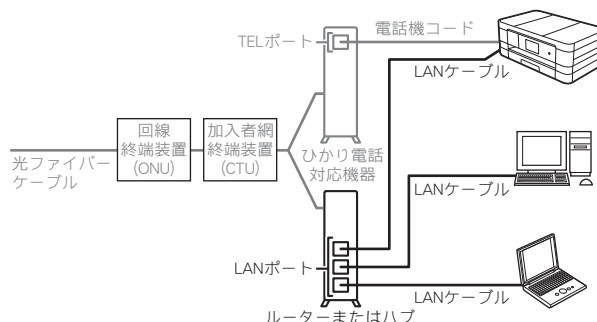 電話機コード
TELポート
LANケーブル
回線
終端装置
(ONU)
加入者網
終端装置
(CTU)
光ファイバー
ケーブル
ひかり電話
対応機器
LANケーブル
LANポート
LANケーブル
ルーターまたはハブ